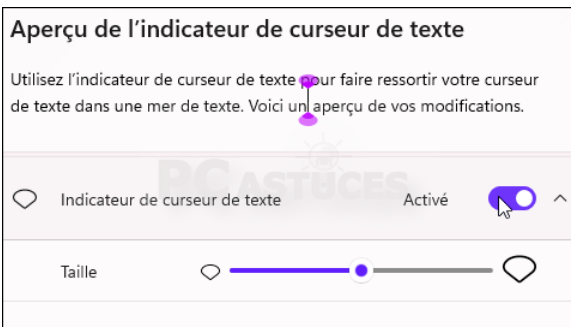 Aperçu de l’indicateur de curseur de texte
Utilisez l’indicateur de curseur de texte pour faire ressortir votre curseur
de texte dans une mer de texte. Voici un aperçu de vos modifications.
PC ASTUCES
Indicateur de curseur de texte Activé
Taille